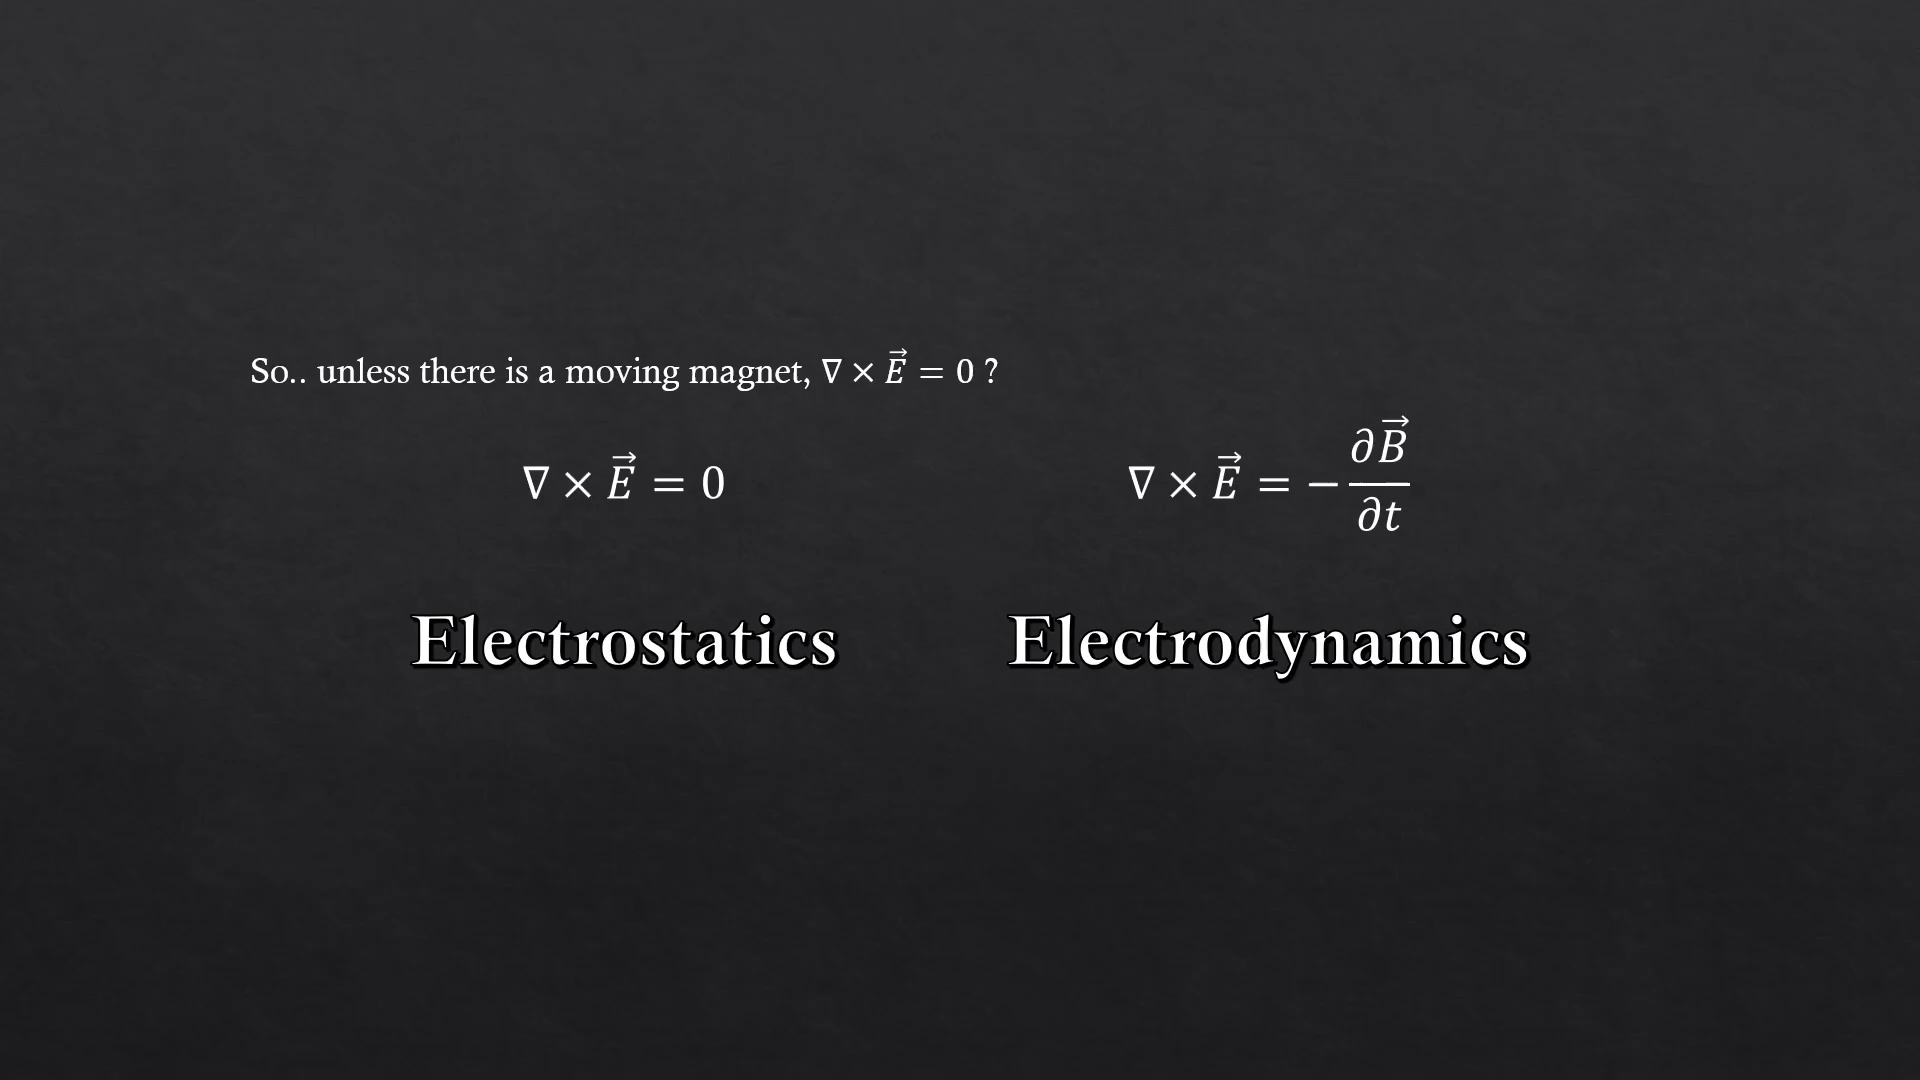 So.. unless there is a moving magnet, ∇ × E⃗ = 0 ?
∇ × E⃗ = 0
∇ × E⃗ = − ∂B⃗/∂t
Electrostatics
Electrodynamics